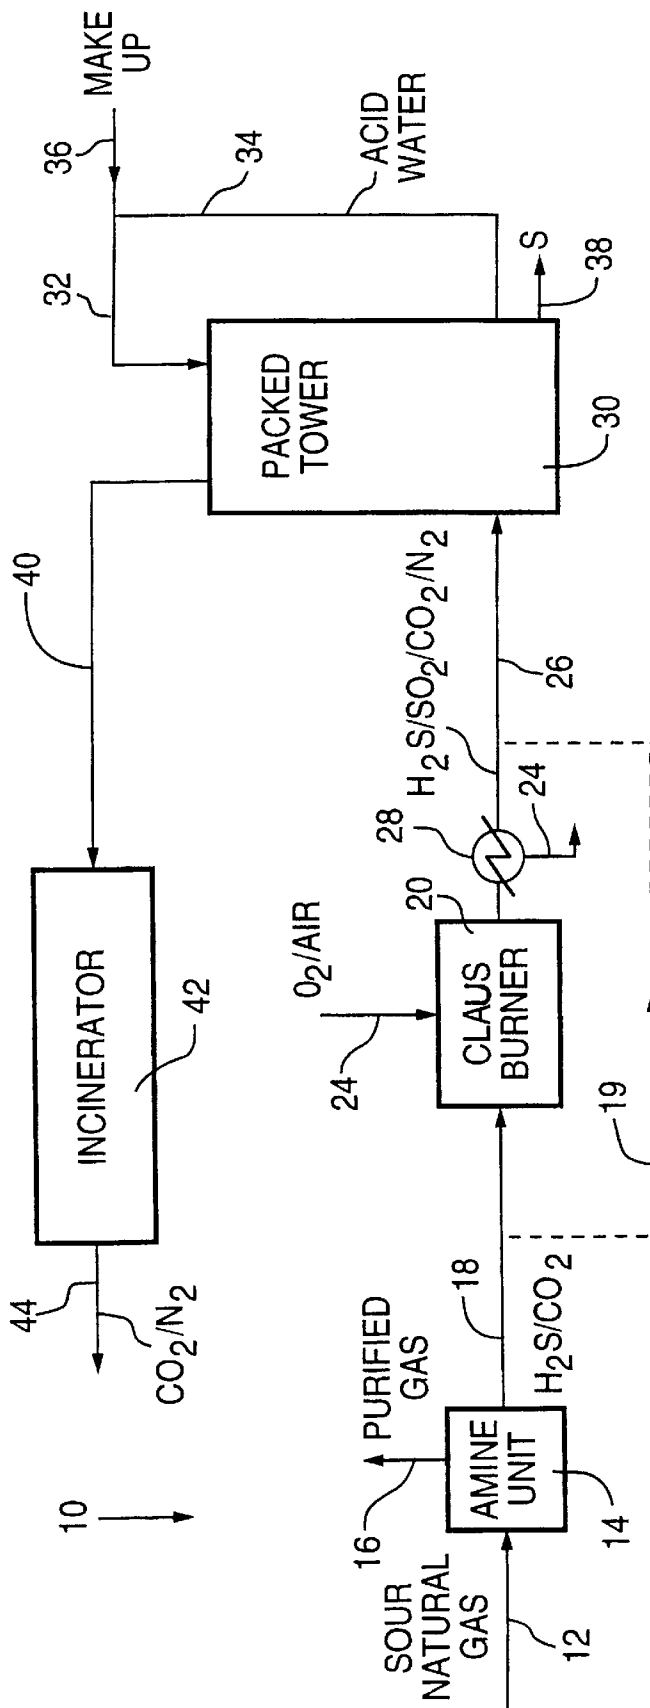 MAKE
UP
36
32
34
ACID
WATER
S
38
PACKED
TOWER
30
40
H2S/SO2/CO2/N2
26
28
24
20
O2/AIR
24
CLAUS
BURNER
19
INCINERATOR
42
44
CO2/N2
18
H2S/CO2
PURIFIED
GAS
16
AMINE
UNIT
14
10
SOUR
NATURAL
GAS
12